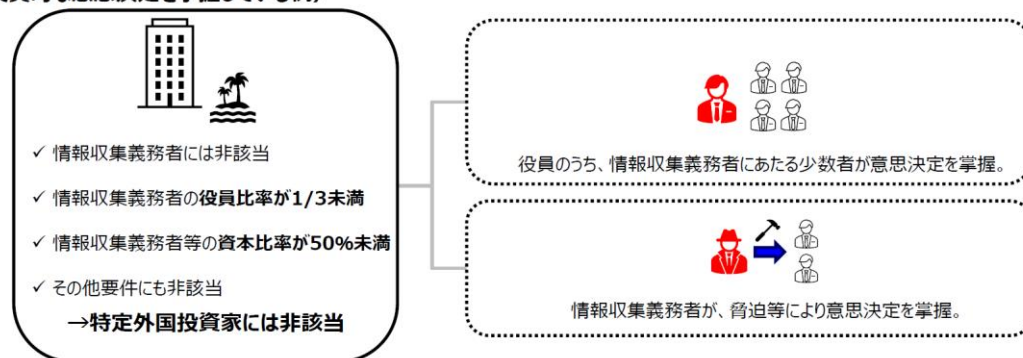 ✓ 情報収集義務者には非該当
✓ 情報収集義務者の役員比率が1/3未満
✓ 情報収集義務者等の資本比率が50%未満
✓ その他要件にも非該当
→特定外国投資家には非該当
役員のうち、情報収集義務者にあたる少数者が意思決定を掌握。
情報収集義務者が、脅迫等により意思決定を掌握。